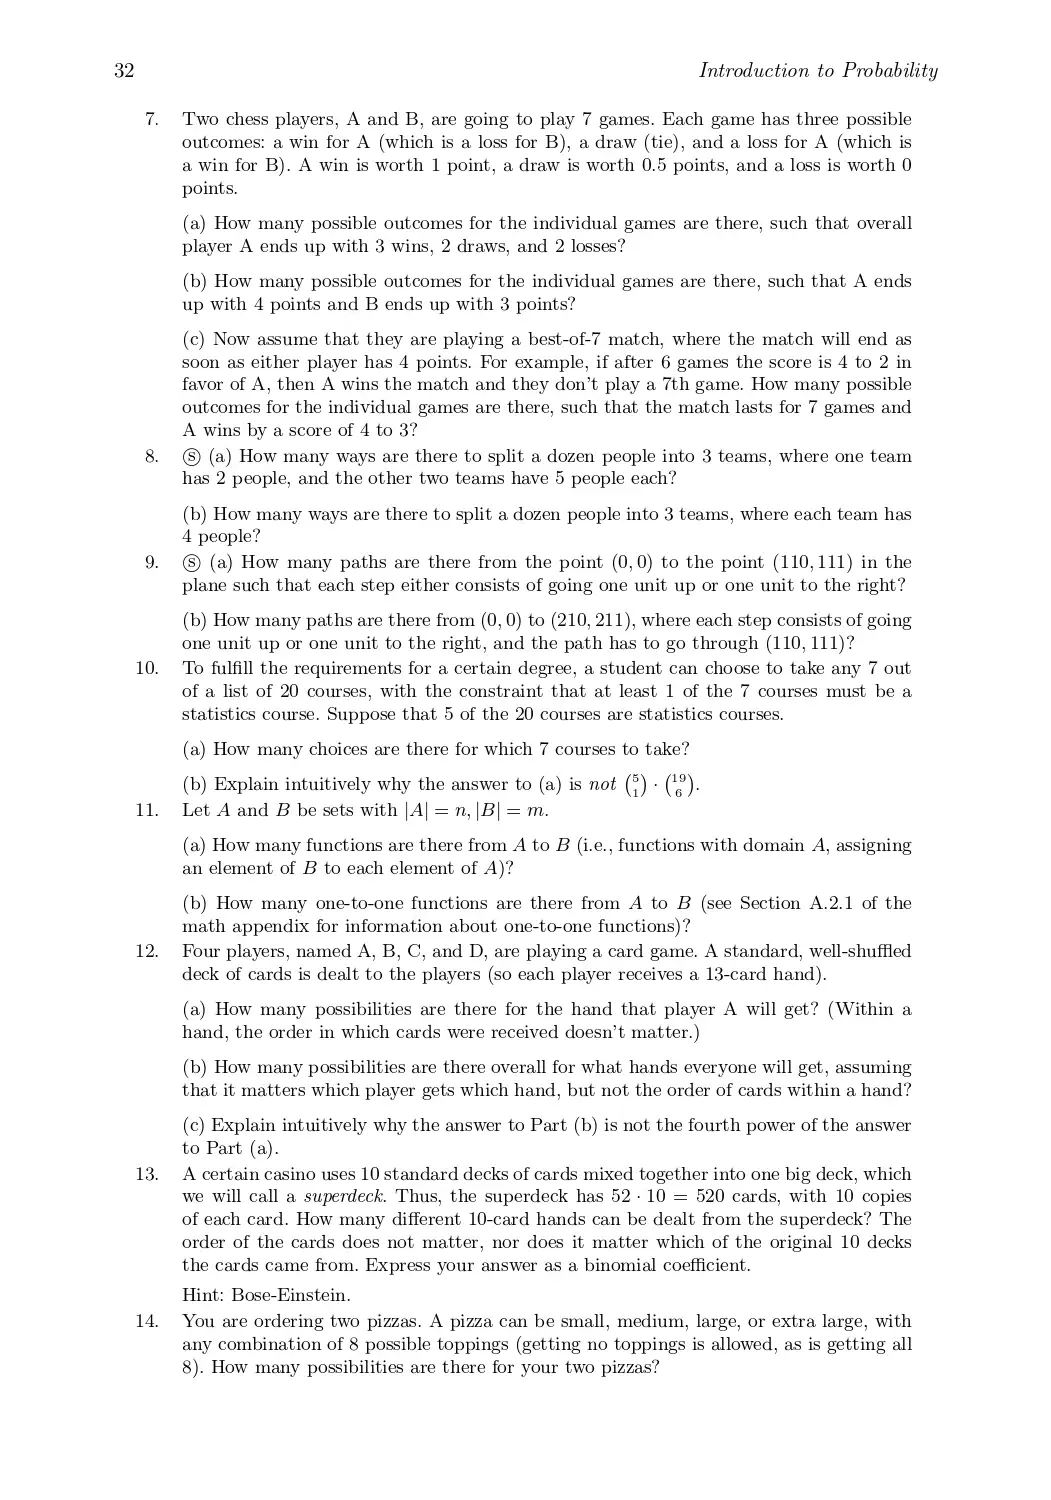 32 Introduction to Probability
7. Two chess players, A and B, are going to play 7 games. Each game has three possible
outcomes: a win for A (which is a loss for B), a draw (tie), and a loss for A (which is
a win for B). A win is worth 1 point, a draw is worth 0.5 points, and a loss is worth 0
points.
(a) How many possible outcomes for the individual games are there, such that overall
player A ends up with 3 wins, 2 draws, and 2 losses?
(b) How many possible outcomes for the individual games are there, such that A ends
up with 4 points and B ends up with 3 points?
(c) Now assume that they are playing a best-of-7 match, where the match will end as
soon as either player has 4 points. For example, if after 6 games the score is 4 to 2 in
favor of A, then A wins the match and they don't play a 7th game. How many possible
outcomes for the individual games are there, such that the match lasts for 7 games and
A wins by a score of 4 to 3?
8. Ⓢ (a) How many ways are there to split a dozen people into 3 teams, where one team
has 2 people, and the other two teams have 5 people each?
(b) How many ways are there to split a dozen people into 3 teams, where each team has
4 people?
9. Ⓢ (a) How many paths are there from the point (0, 0) to the point (110, 111) in the
plane such that each step either consists of going one unit up or one unit to the right?
(b) How many paths are there from (0, 0) to (210, 211), where each step consists of going
one unit up or one unit to the right, and the path has to go through (110, 111)?
10. To fulfill the requirements for a certain degree, a student can choose to take any 7 out
of a list of 20 courses, with the constraint that at least 1 of the 7 courses must be a
statistics course. Suppose that 5 of the 20 courses are statistics courses.
(a) How many choices are there for which 7 courses to take?
(b) Explain intuitively why the answer to (a) is not (5 1) · (19 6).
11. Let A and B be sets with |A| = n, |B| = m.
(a) How many functions are there from A to B (i.e., functions with domain A, assigning
an element of B to each element of A)?
(b) How many one-to-one functions are there from A to B (see Section A.2.1 of the
math appendix for information about one-to-one functions)?
12. Four players, named A, B, C, and D, are playing a card game. A standard, well-shuffled
deck of cards is dealt to the players (so each player receives a 13-card hand).
(a) How many possibilities are there for the hand that player A will get? (Within a
hand, the order in which cards were received doesn't matter.)
(b) How many possibilities are there overall for what hands everyone will get, assuming
that it matters which player gets which hand, but not the order of cards within a hand?
(c) Explain intuitively why the answer to Part (b) is not the fourth power of the answer
to Part (a).
13. A certain casino uses 10 standard decks of cards mixed together into one big deck, which
we will call a superdeck. Thus, the superdeck has 52 · 10 = 520 cards, with 10 copies
of each card. How many different 10-card hands can be dealt from the superdeck? The
order of the cards does not matter, nor does it matter which of the original 10 decks
the cards came from. Express your answer as a binomial coefficient.
Hint: Bose-Einstein.
14. You are ordering two pizzas. A pizza can be small, medium, large, or extra large, with
any combination of 8 possible toppings (getting no toppings is allowed, as is getting all
8). How many possibilities are there for your two pizzas?